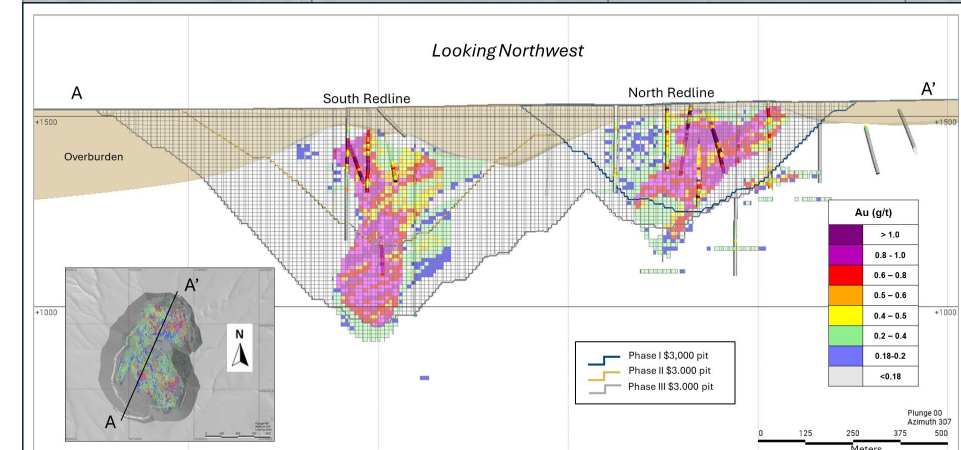 Looking Northwest
A
A'
South Redline
North Redline
+1500
+1500
Overburden
Au (g/t)
> 1.0
0.8 - 1.0
0.6 – 0.8
0.5 – 0.6
0.4 – 0.5
0.2 – 0.4
0.18-0.2
<0.18
A'
N
A
+1000
+1000
Phase I $3,000 pit
Phase II $3.000 pit
Phase III $3.000 pit
Plunge 00
Azimuth 307
0 125 250 375 500
Meters